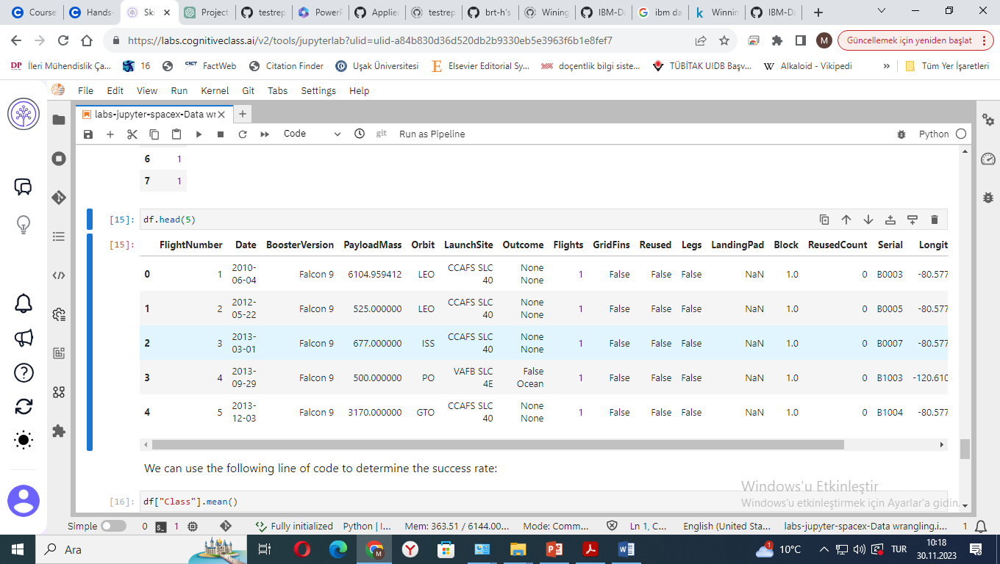 Course
Hands-
Ski
Project
testrep
PowerF
Applied
testrep
brt-h's
Wining
IBM-Da
ibm da
Winnin
IBM-Da
https://labs.cognitiveclass.ai/v2/tools/jupyterlab?ulid=ulid-a84b830d36d520db2b9330eb5e3963f6b1e8fef7
M
Güncellemek için yeniden başlat
DP İleri Mühendislik Ça...
16
CACT FactWeb
Citation Finder
Uşak Üniversitesi
E Elsevier Editorial Sy...
doçentlik bilgi siste...
TÜBİTAK UIDB Başv...
W Alkaloid - Vikipedi
»
Tüm Yer İşaretleri
File Edit View Run Kernel Git Tabs Settings Help
labs-jupyter-spacex-Data wr
Code
git
Run as Pipeline
Python
6 1
7 1
[15]: df.head(5)
[15]: FlightNumber Date BoosterVersion PayloadMass Orbit LaunchSite Outcome Flights GridFins Reused Legs LandingPad Block ReusedCount Serial Longit
0 1 2010-06-04 Falcon 9 6104.959412 LEO CCAFS SLC 40 None None 1 False False False NaN 1.0 0 B0003 -80.577
1 2 2012-05-22 Falcon 9 525.000000 LEO CCAFS SLC 40 None None 1 False False False NaN 1.0 0 B0005 -80.577
2 3 2013-03-01 Falcon 9 677.000000 ISS CCAFS SLC 40 None None 1 False False False NaN 1.0 0 B0007 -80.577
3 4 2013-09-29 Falcon 9 500.000000 PO VAFB SLC 4E False Ocean 1 False False False NaN 1.0 0 B1003 -120.610
4 5 2013-12-03 Falcon 9 3170.000000 GTO CCAFS SLC 40 None None 1 False False False NaN 1.0 0 B1004 -80.577
We can use the following line of code to determine the success rate:
Windows'u Etkinleştir
[16]: df["Class"].mean()
Windows'u etkinleştirmek için Ayarlar'a gidin.
Simple 0 1 Fully initialized Python | I... Mem: 363.51 / 6144.00... Mode: Comm... Ln 1, C... English (United Sta... labs-jupyter-spacex-Data wrangling.i... 1
Ara
1
10°C
TUR
10:18
30.11.2023